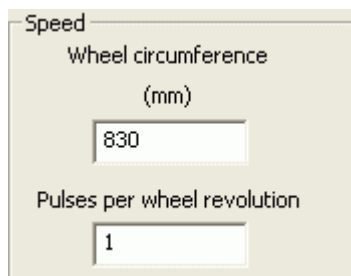 Speed
Wheel circumference
(mm)
830
Pulses per wheel revolution
1